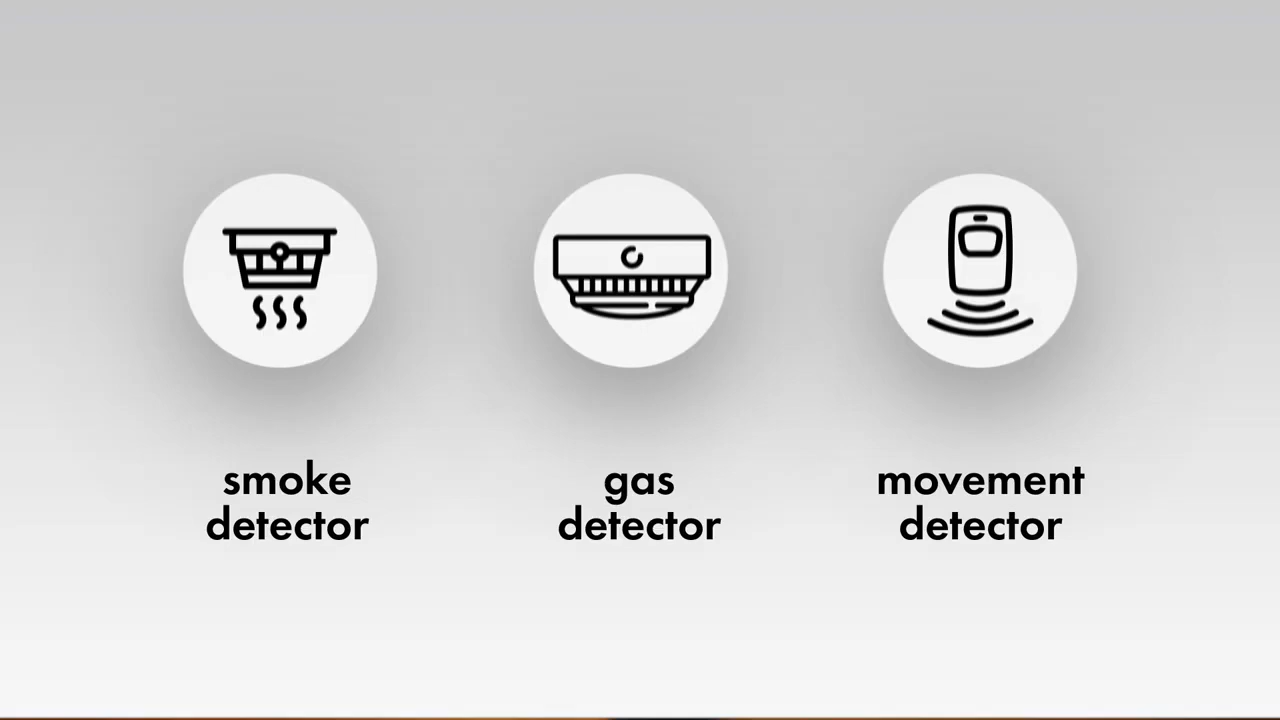 smoke
detector
gas
detector
movement
detector